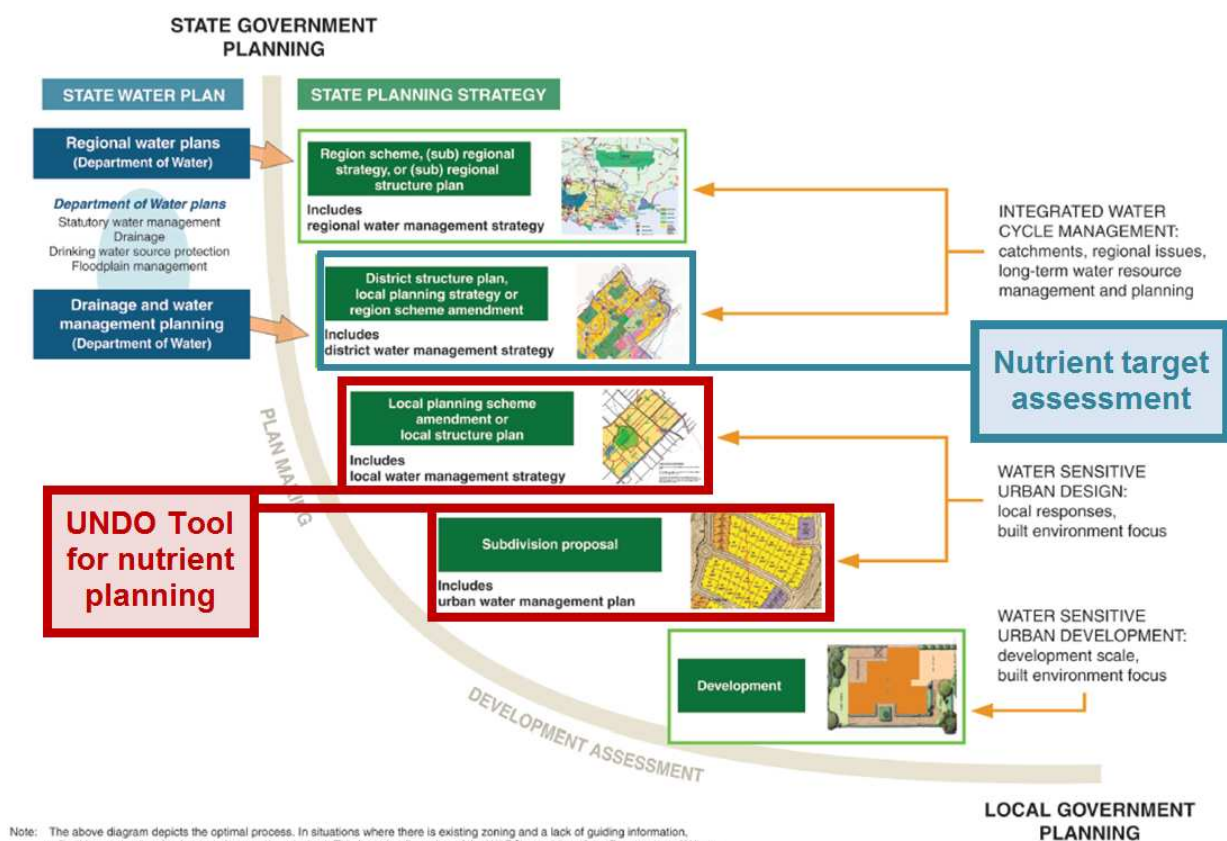 STATE GOVERNMENT
PLANNING
STATE WATER PLAN
STATE PLANNING STRATEGY
Regional water plans
(Department of Water)
Department of Water plans
Statutory water management
Drainage
Drinking water source protection
Floodplain management
Drainage and water
management planning
(Department of Water)
Region scheme, (sub) regional
strategy, or (sub) regional
structure plan
Includes
regional water management strategy
District structure plan,
local planning strategy or
region scheme amendment
Includes
district water management strategy
Local planning scheme
amendment or
local structure plan
Includes
local water management strategy
Subdivision proposal
Includes
urban water management plan
Development
INTEGRATED WATER
CYCLE MANAGEMENT:
catchments, regional issues,
long-term water resource
management and planning
Nutrient target
assessment
WATER SENSITIVE
URBAN DESIGN:
local responses,
built environment focus
WATER SENSITIVE
URBAN DEVELOPMENT:
development scale,
built environment focus
UNDO Tool
for nutrient
planning
PLAN MAKING
DEVELOPMENT ASSESSMENT
LOCAL GOVERNMENT
PLANNING
Note: The above diagram depicts the optimal process. In situations where there is existing zoning and a lack of guiding information,